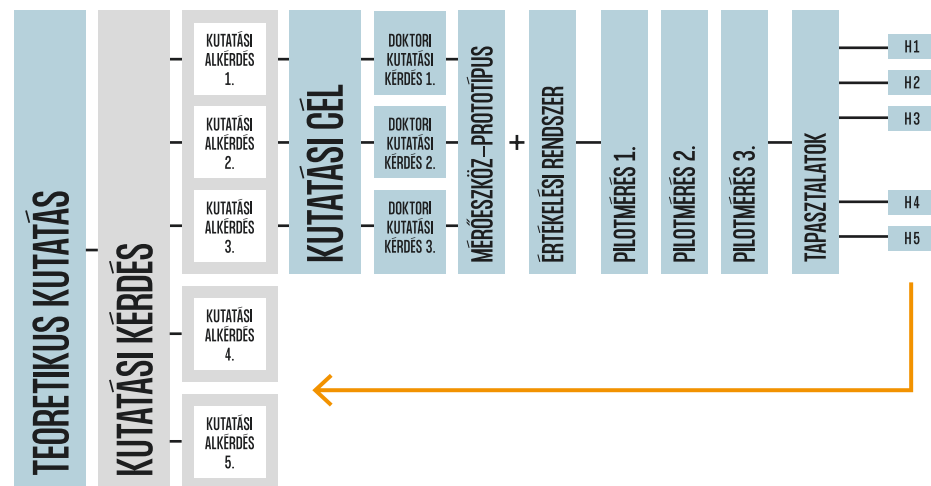 TEORETIKUS KUTATÁS
KUTATÁSI KÉRDÉS
KUTATÁSI
ALKÉRDÉS
1.
KUTATÁSI
ALKÉRDÉS
2.
KUTATÁSI
ALKÉRDÉS
3.
KUTATÁSI
ALKÉRDÉS
4.
KUTATÁSI
ALKÉRDÉS
5.
KUTATÁSI CÉL
DOKTORI
KUTATÁSI
KÉRDÉS 1.
DOKTORI
KUTATÁSI
KÉRDÉS 2.
DOKTORI
KUTATÁSI
KÉRDÉS 3.
MÉRŐESZKÖZ–PROTOTÍPUS
+
ÉRTÉKELÉSI RENDSZER
PILOTMÉRÉS 1.
PILOTMÉRÉS 2.
PILOTMÉRÉS 3.
TAPASZTALATOK
H1
H2
H3
H4
H5